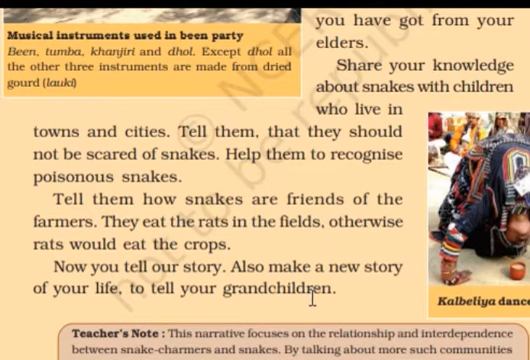 Musical instruments used in been party
Been, tumba, khanjiri and dhol. Except dhol all
the other three instruments are made from dried
gourd (lauki)
you have got from your
elders.
Share your knowledge
about snakes with children
who live in
towns and cities. Tell them, that they should
not be scared of snakes. Help them to recognise
poisonous snakes.
Tell them how snakes are friends of the
farmers. They eat the rats in the fields, otherwise
rats would eat the crops.
Now you tell our story. Also make a new story
of your life, to tell your grandchildren.
Kalbeliya dance
Teacher's Note : This narrative focuses on the relationship and interdependence
between snake-charmers and snakes. By talking about more such communities